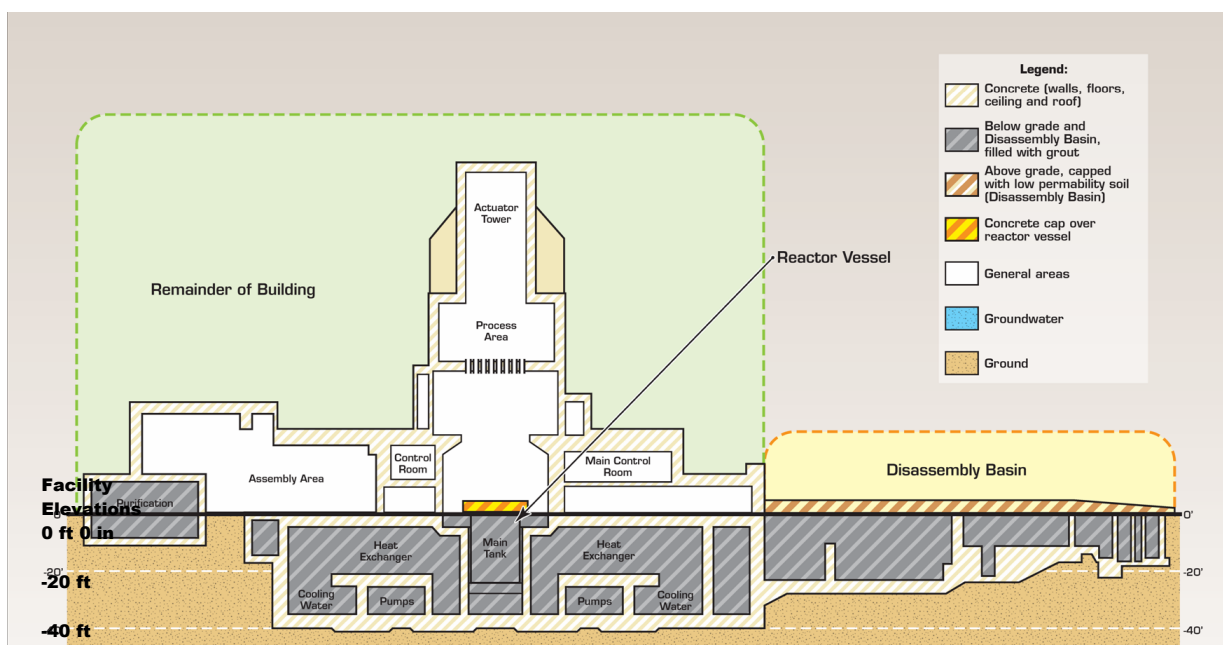 Legend:
Concrete (walls, floors,
ceiling and roof)
Below grade and
Disassembly Basin,
filled with grout
Above grade, capped
with low permability soil
(Disassembly Basin)
Concrete cap over
reactor vessel
General areas
Groundwater
Ground
Actuator
Tower
Reactor Vessel
Remainder of Building
Process
Area
Control
Room
Main Control
Room
Assembly Area
Disassembly Basin
Facility
Elevations
0 ft 0 in
Purification
0'
Heat
Exchanger
Main
Tank
Heat
Exchanger
-20 ft
-20'
-20'
Cooling
Water
Pumps
Pumps
Cooling
Water
-40 ft
-40'